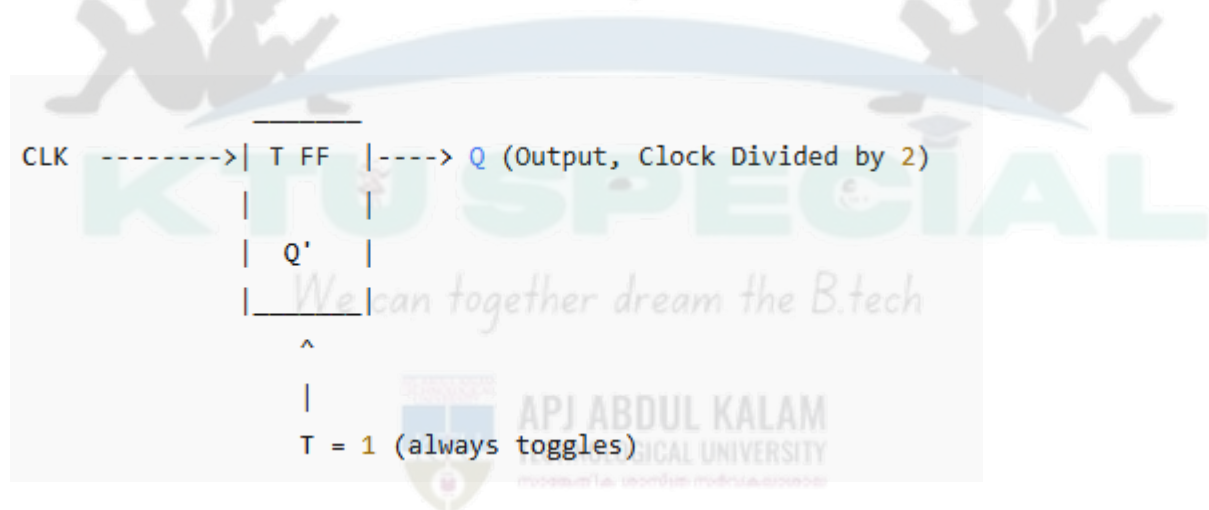 CLK -------->| T FF |----> Q (Output, Clock Divided by 2)
KTU SPECIAL
Q'
We can together dream the B.tech
APJ ABDUL KALAM
T = 1 (always toggles)
TECHNOLOGICAL UNIVERSITY